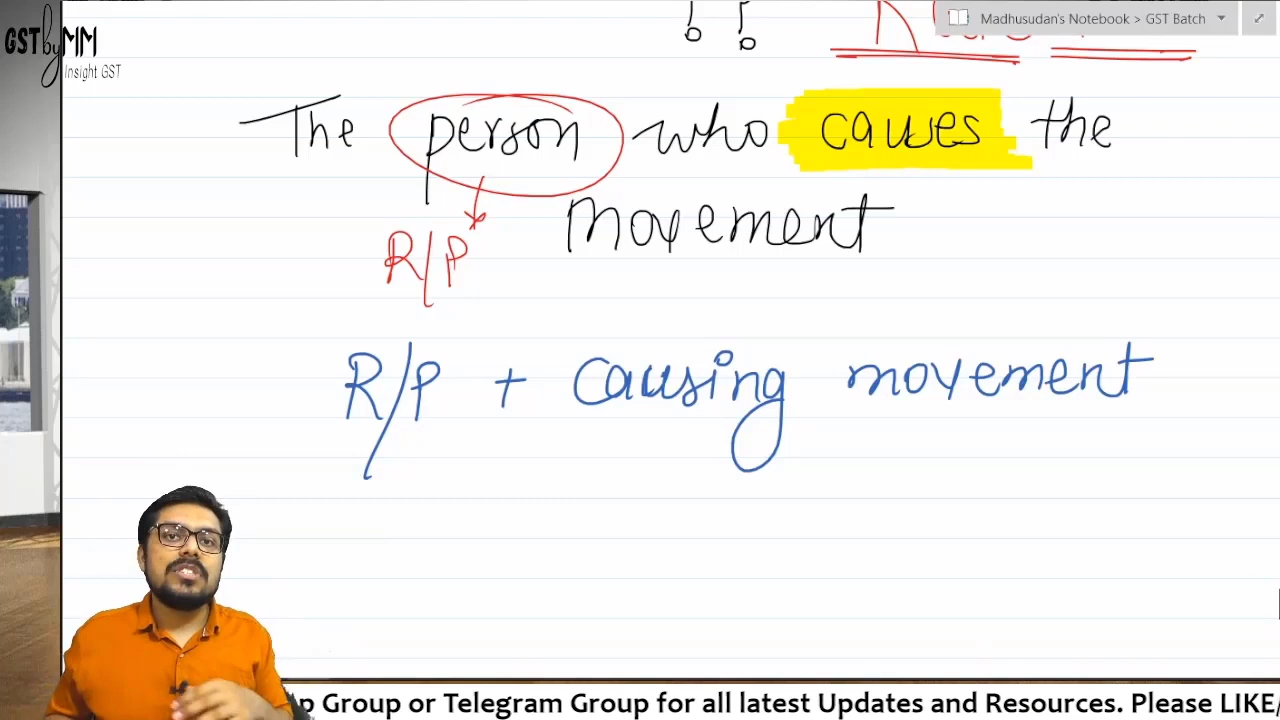 GST by MM
Insight GST
Madhusudan's Notebook > GST Batch
The person who causes the
movement
R/P
R/P + Causing movement
p Group or Telegram Group for all latest Updates and Resources. Please LIKE/